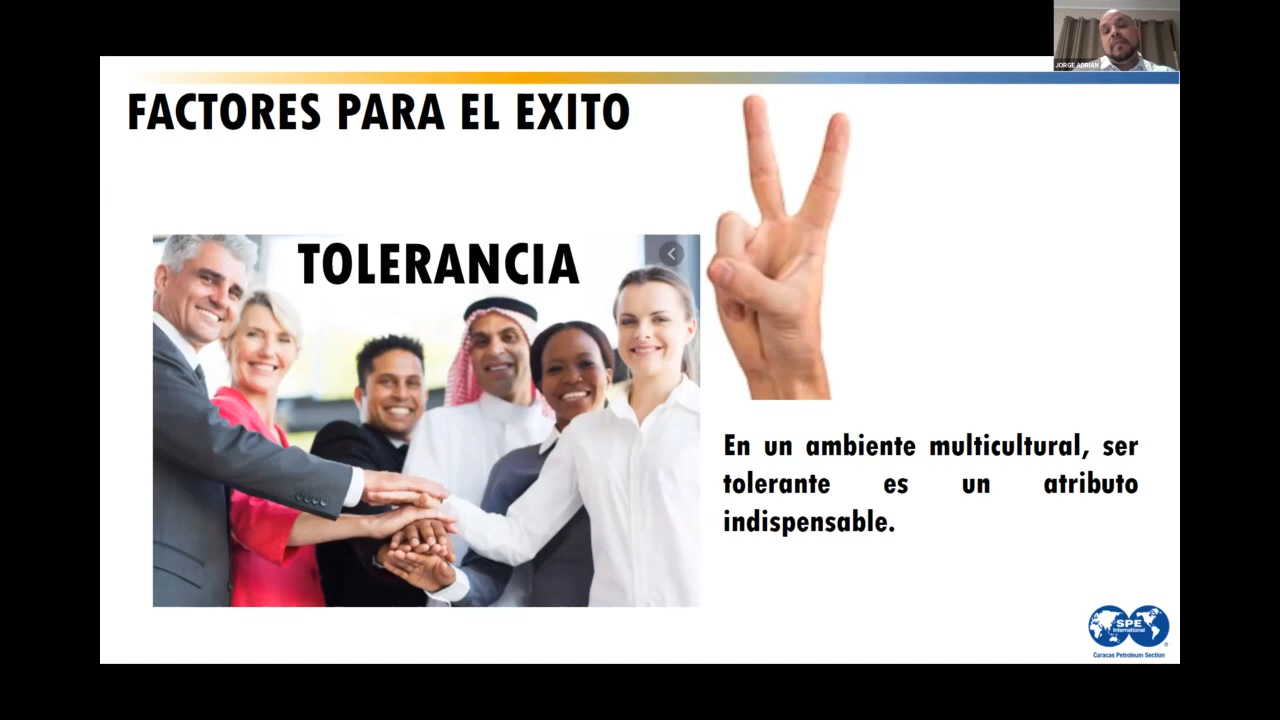 JORGE ADRIAN
FACTORES PARA EL EXITO
TOLERANCIA
En un ambiente multicultural, ser
tolerante es un atributo
indispensable.
SPE
International
®
Caracas Petroleum Section